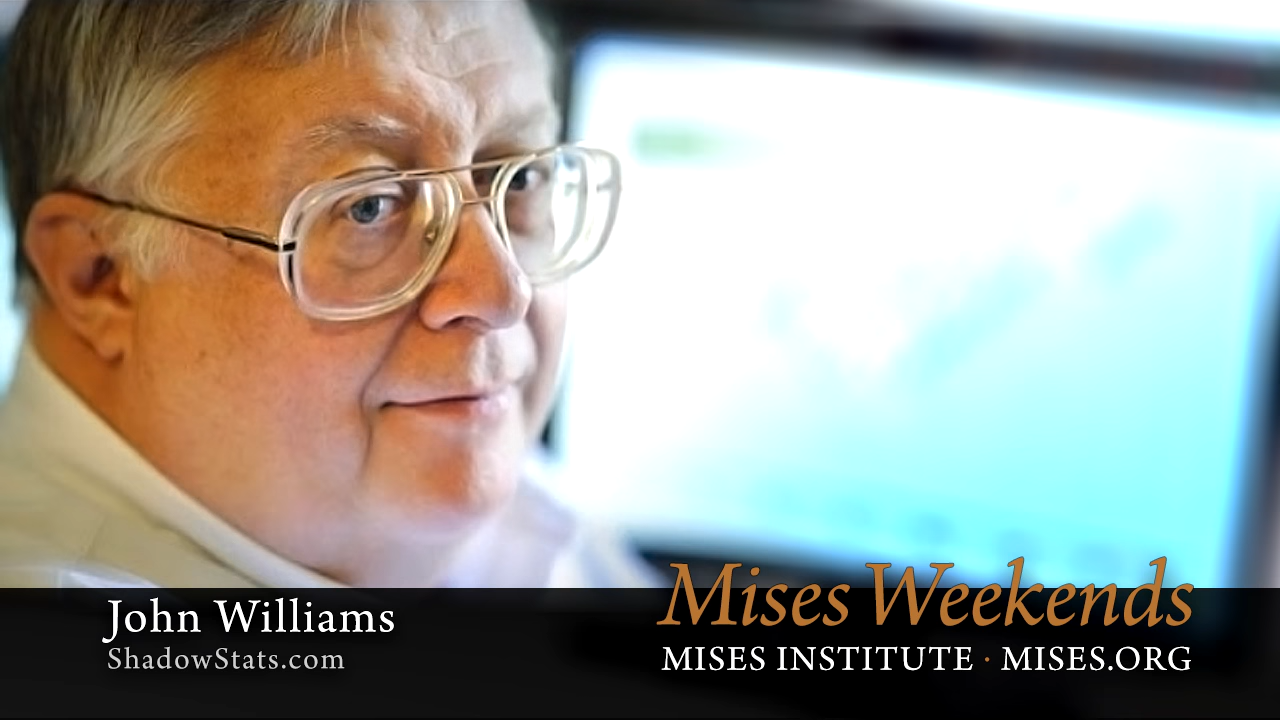 John Williams
ShadowStats.com
Mises Weekends
MISES INSTITUTE · MISES.ORG